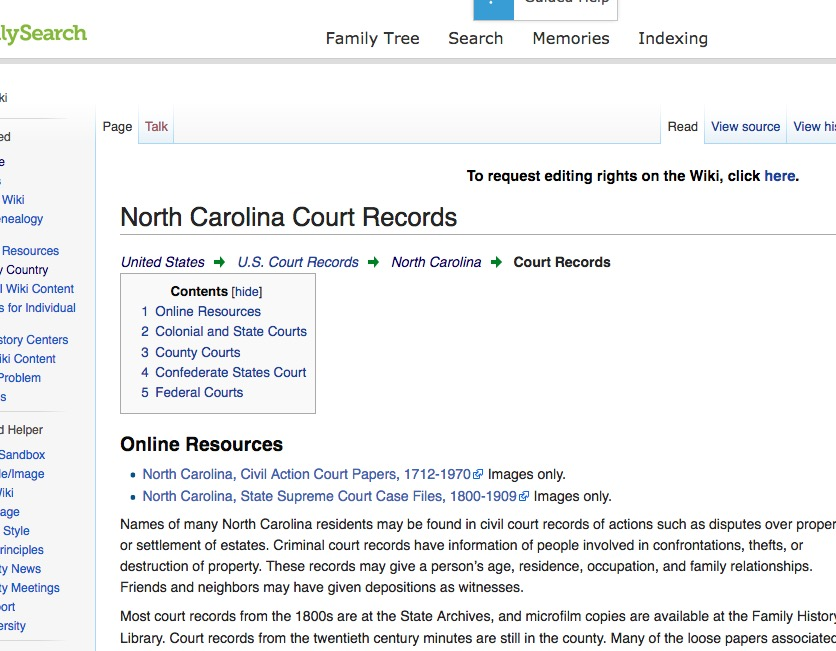 Guided Help
lySearch
Family Tree Search Memories Indexing
ki
ed
Page Talk Read View source View his
e
s
Wiki
To request editing rights on the Wiki, click here.
enealogy
North Carolina Court Records
Resources
United States → U.S. Court Records → North Carolina → Court Records
y Country
l Wiki Content
Contents [hide]
s for Individual
1 Online Resources
2 Colonial and State Courts
story Centers
3 County Courts
iki Content
4 Confederate States Court
Problem
5 Federal Courts
s
d Helper
Online Resources
Sandbox
le/Image
North Carolina, Civil Action Court Papers, 1712-1970 Images only.
Wiki
North Carolina, State Supreme Court Case Files, 1800-1909 Images only.
age
Names of many North Carolina residents may be found in civil court records of actions such as disputes over proper
Style
or settlement of estates. Criminal court records have information of people involved in confrontations, thefts, or
rinciples
destruction of property. These records may give a person's age, residence, occupation, and family relationships.
ty News
Friends and neighbors may have given depositions as witnesses.
ty Meetings
ort
Most court records from the 1800s are at the State Archives, and microfilm copies are available at the Family History
ersity
Library. Court records from the twentieth century minutes are still in the county. Many of the loose papers associated